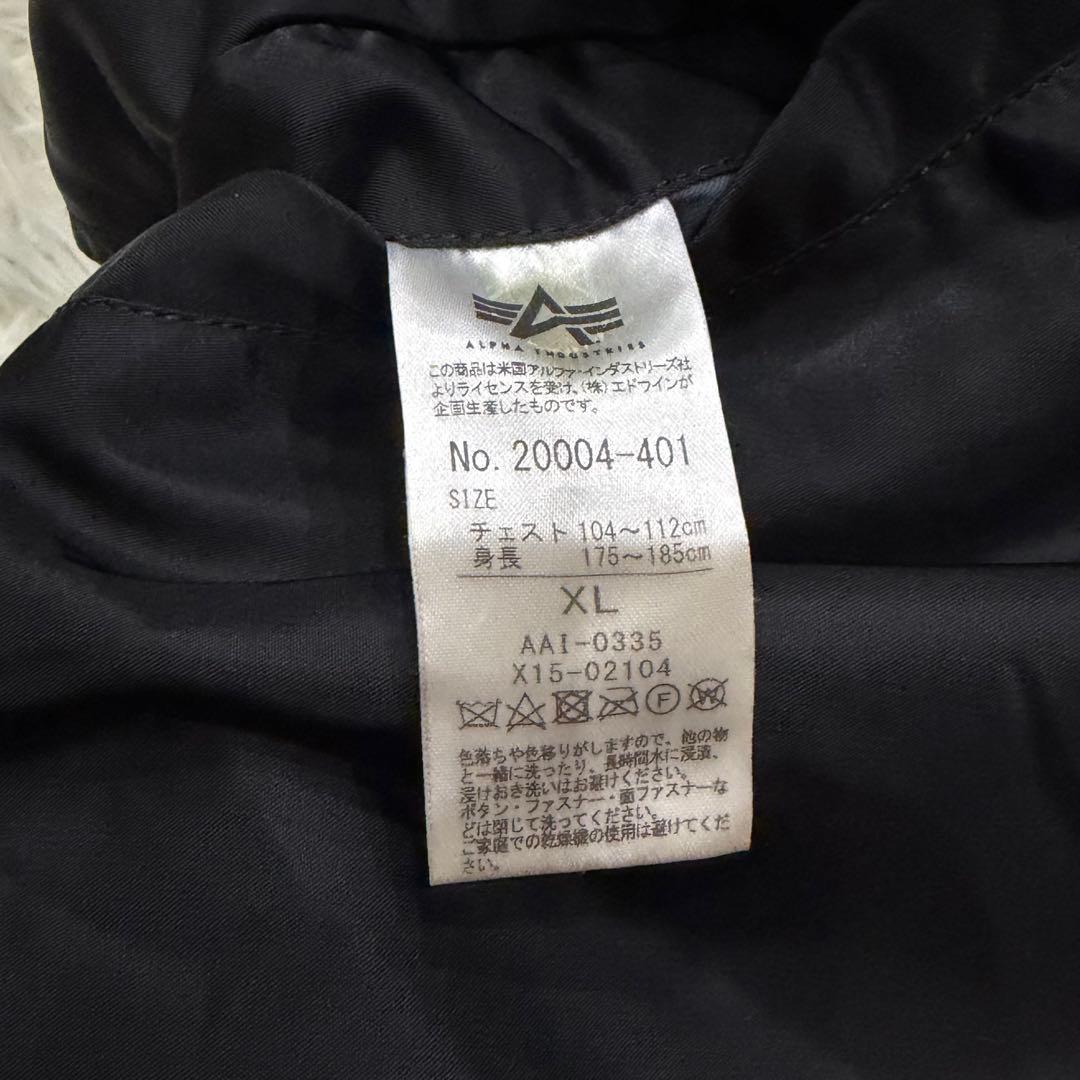 ALPHA INDUSTRIES
この商品は米国アルファ・インダストリーズ社
よりライセンスを受け、(株)エドウインが
企画生産したものです。
No. 20004-401
SIZE
チェスト 104～112cm
身長 175～185cm
XL
AAI-0335
X15-02104
F
W
色落ちや色移りがしますので、他の物
と一緒に洗ったり、長時間水に浸漬、
浸けおき洗いはお避けください。
ボタン・ファスナー・面ファスナーな
どは閉じて洗ってください。
ご家庭での乾燥機の使用は避けてくだ
さい。